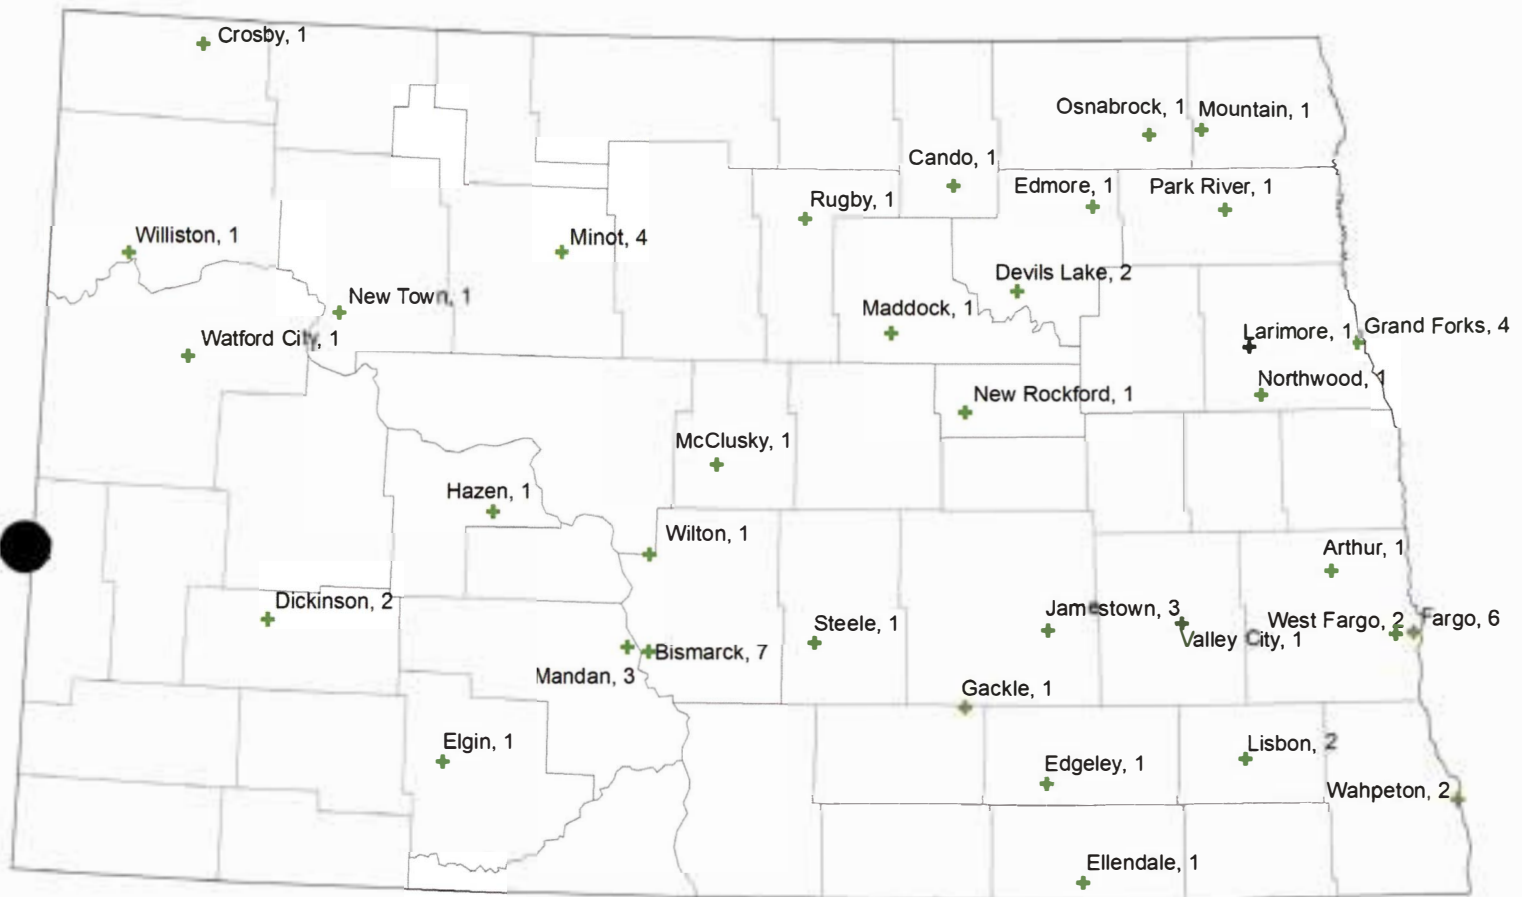 Crosby, 1
Osnabrock, 1
Mountain, 1
Cando, 1
Rugby, 1
Edmore, 1
Park River, 1
Williston, 1
Minot, 4
Devils Lake, 2
New Town, 1
Maddock, 1
Watford City, 1
Larimore, 1
Grand Forks, 4
Northwood, 1
New Rockford, 1
McClusky, 1
Hazen, 1
Wilton, 1
Arthur, 1
Dickinson, 2
Steele, 1
Jamestown, 3
Valley City, 1
West Fargo, 2
Fargo, 6
Bismarck, 7
Mandan, 3
Gackle, 1
Elgin, 1
Edgeley, 1
Lisbon, 2
Wahpeton, 2
Ellendale, 1